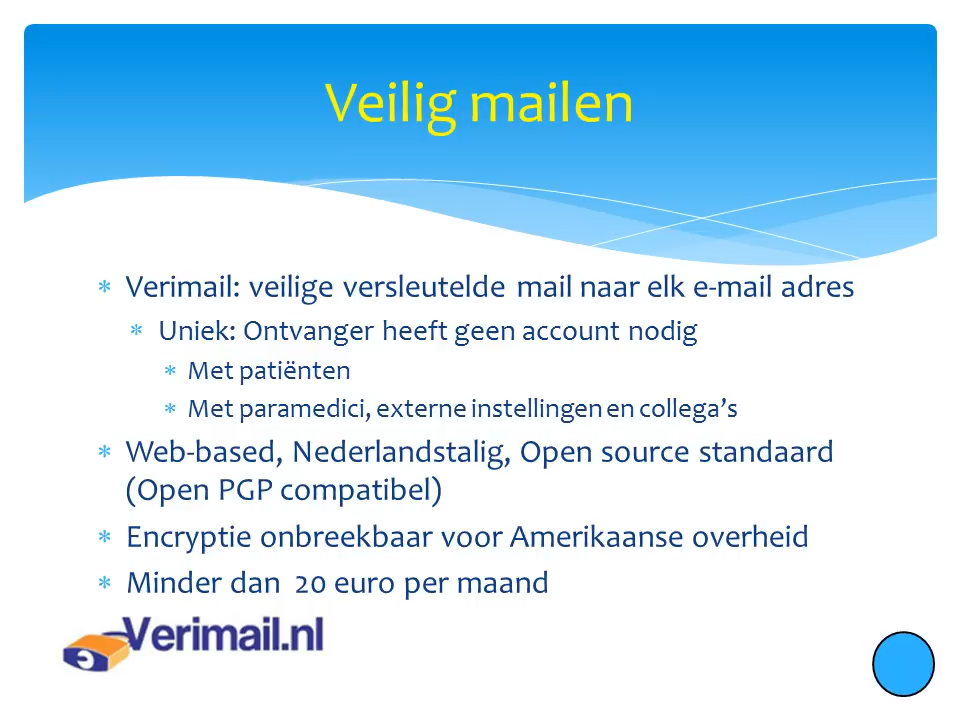 Veilig mailen
Verimail: veilige versleutelde mail naar elk e-mail adres
Uniek: Ontvanger heeft geen account nodig
Met patiënten
Met paramedici, externe instellingen en collega’s
Web-based, Nederlandstalig, Open source standaard
(Open PGP compatibel)
Encryptie onbreekbaar voor Amerikaanse overheid
Minder dan 20 euro per maand
Verimail.nl